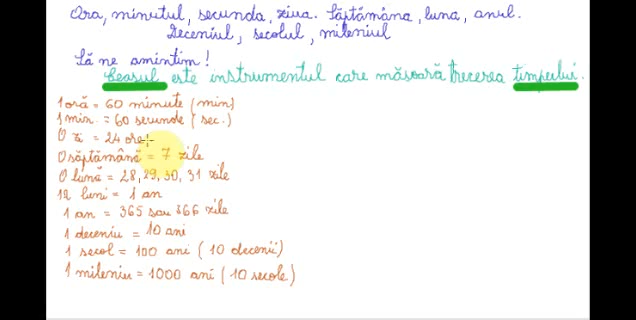 Ora, minutul, secunda, ziua. Săptămâna, luna, anul.
Deceniul, secolul, mileniul
Să ne amintim!
Ceasul este instrumentul care măsoară trecerea timpului.
1 oră = 60 minute (min)
1 min. = 60 secunde (sec.)
O zi = 24 ore
O săptămână = 7 zile
O lună = 28, 29, 30, 31 zile
12 luni = 1 an
1 an = 365 sau 366 zile
1 deceniu = 10 ani
1 secol = 100 ani (10 decenii)
1 mileniu = 1000 ani (10 secole)